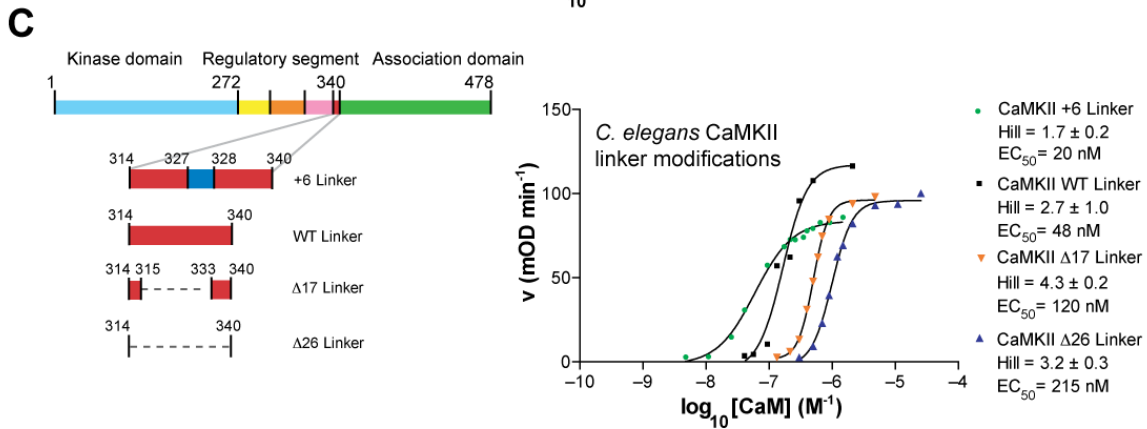 10
C
Kinase domain Regulatory segment Association domain
1 272 340 478
314 327 328 340
+6 Linker
314 340
WT Linker
314 315 333 340
Δ17 Linker
314 340
Δ26 Linker
C. elegans CaMKII
linker modifications
150
100
50
0
v (mOD min⁻¹)
–10 –9 –8 –7 –6 –5 –4
log₁₀[CaM] (M⁻¹)
CaMKII +6 Linker
Hill = 1.7 ± 0.2
EC₅₀= 20 nM
CaMKII WT Linker
Hill = 2.7 ± 1.0
EC₅₀= 48 nM
CaMKII Δ17 Linker
Hill = 4.3 ± 0.2
EC₅₀= 120 nM
CaMKII Δ26 Linker
Hill = 3.2 ± 0.3
EC₅₀= 215 nM